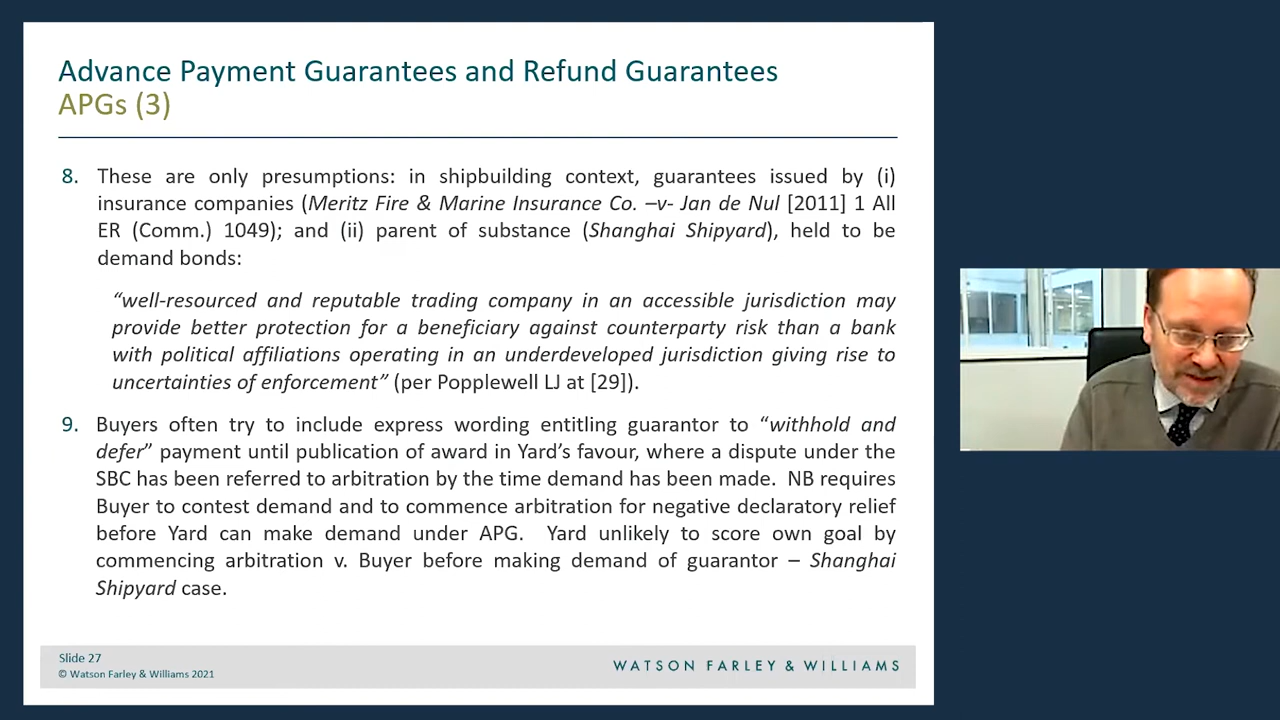 Advance Payment Guarantees and Refund Guarantees
APGs (3)
8. These are only presumptions: in shipbuilding context, guarantees issued by (i)
insurance companies (Meritz Fire & Marine Insurance Co. –v- Jan de Nul [2011] 1 All
ER (Comm.) 1049); and (ii) parent of substance (Shanghai Shipyard), held to be
demand bonds:
“well-resourced and reputable trading company in an accessible jurisdiction may
provide better protection for a beneficiary against counterparty risk than a bank
with political affiliations operating in an underdeveloped jurisdiction giving rise to
uncertainties of enforcement” (per Popplewell LJ at [29]).
9. Buyers often try to include express wording entitling guarantor to “withhold and
defer” payment until publication of award in Yard’s favour, where a dispute under the
SBC has been referred to arbitration by the time demand has been made. NB requires
Buyer to contest demand and to commence arbitration for negative declaratory relief
before Yard can make demand under APG. Yard unlikely to score own goal by
commencing arbitration v. Buyer before making demand of guarantor – Shanghai
Shipyard case.
Slide 27
© Watson Farley & Williams 2021
WATSON FARLEY & WILLIAMS